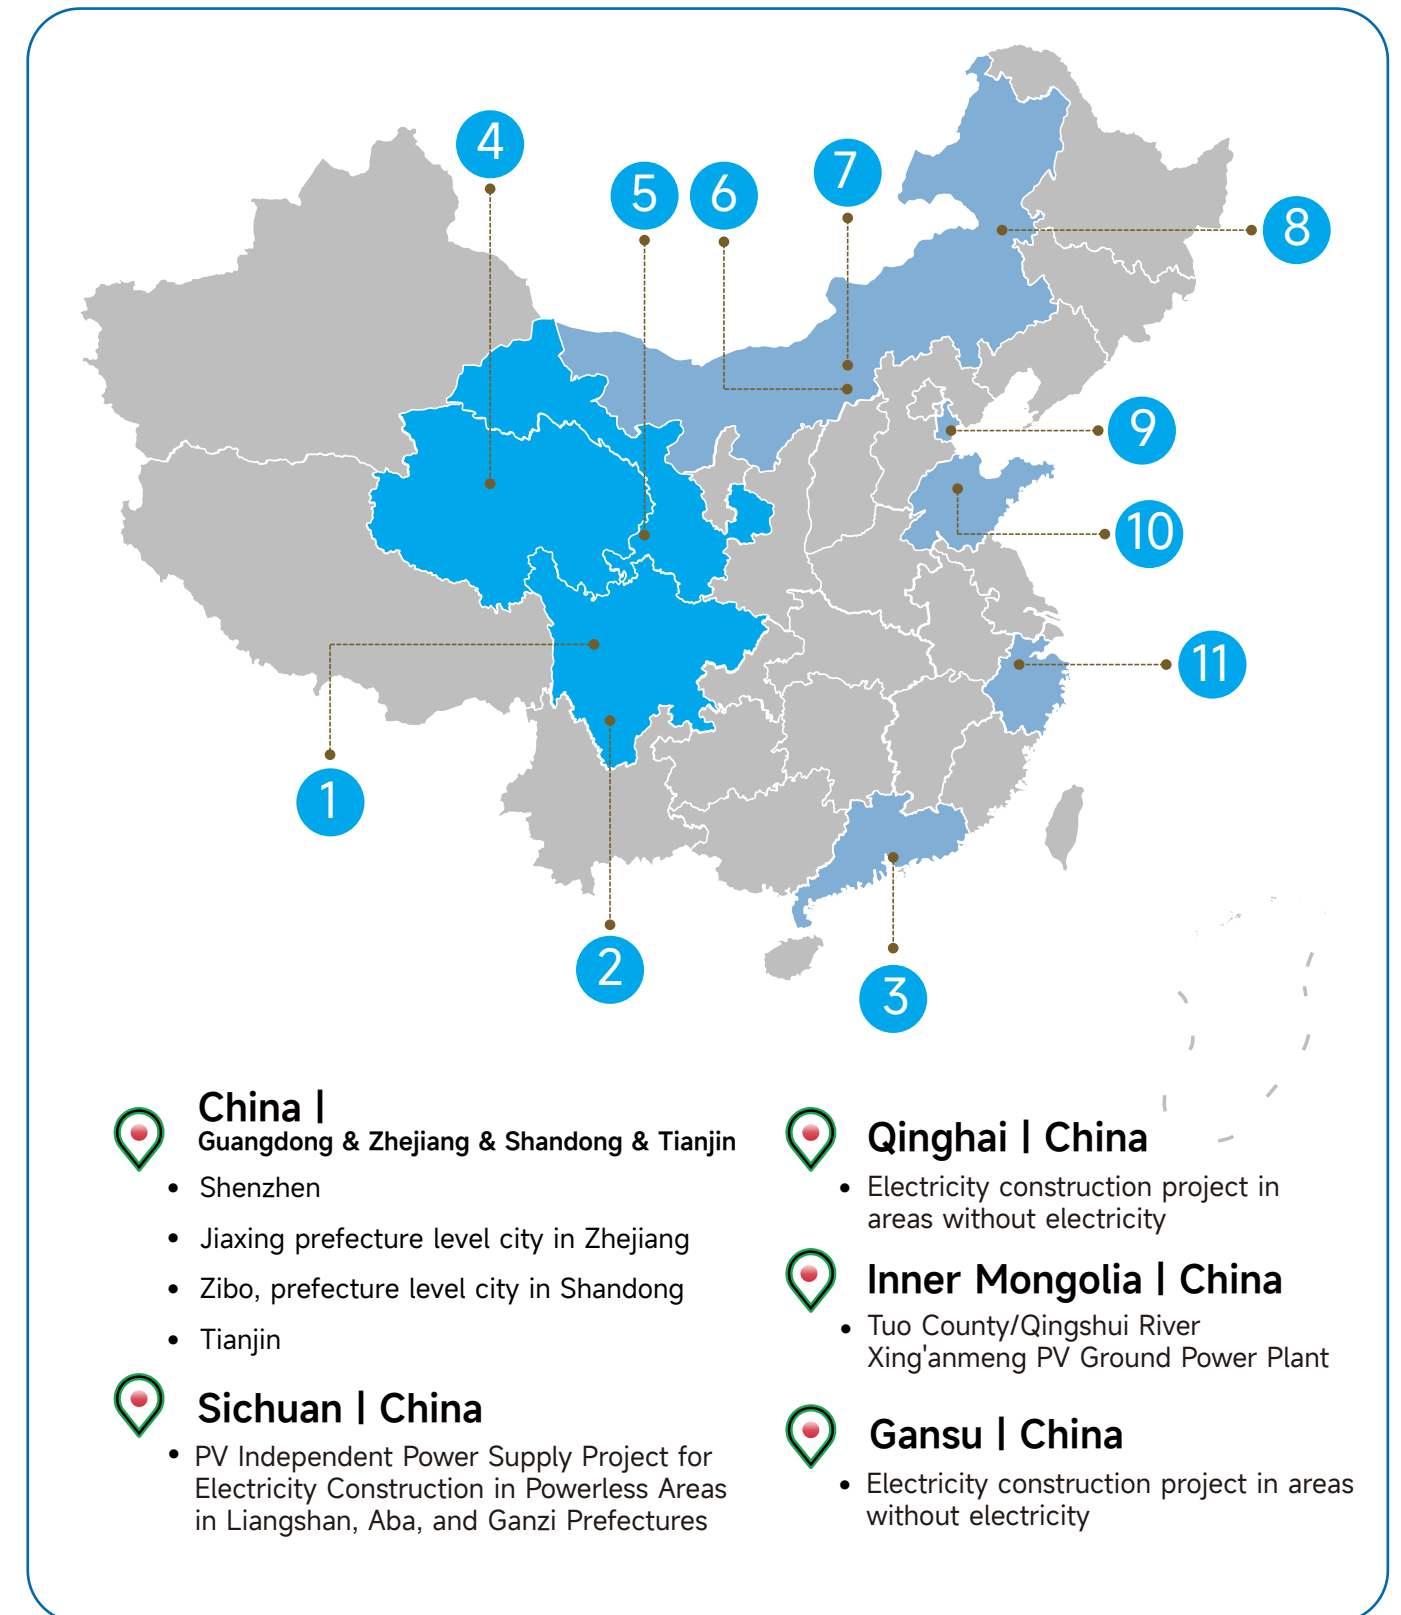 4
5
6
7
8
9
10
11
1
2
3
China |
Guangdong & Zhejiang & Shandong & Tianjin
• Shenzhen
• Jiaxing prefecture level city in Zhejiang
• Zibo, prefecture level city in Shandong
• Tianjin
Sichuan | China
• PV Independent Power Supply Project for
Electricity Construction in Powerless Areas
in Liangshan, Aba, and Ganzi Prefectures
Qinghai | China
• Electricity construction project in
areas without electricity
Inner Mongolia | China
• Tuo County/Qingshui River
Xing'anmeng PV Ground Power Plant
Gansu | China
• Electricity construction project in areas
without electricity